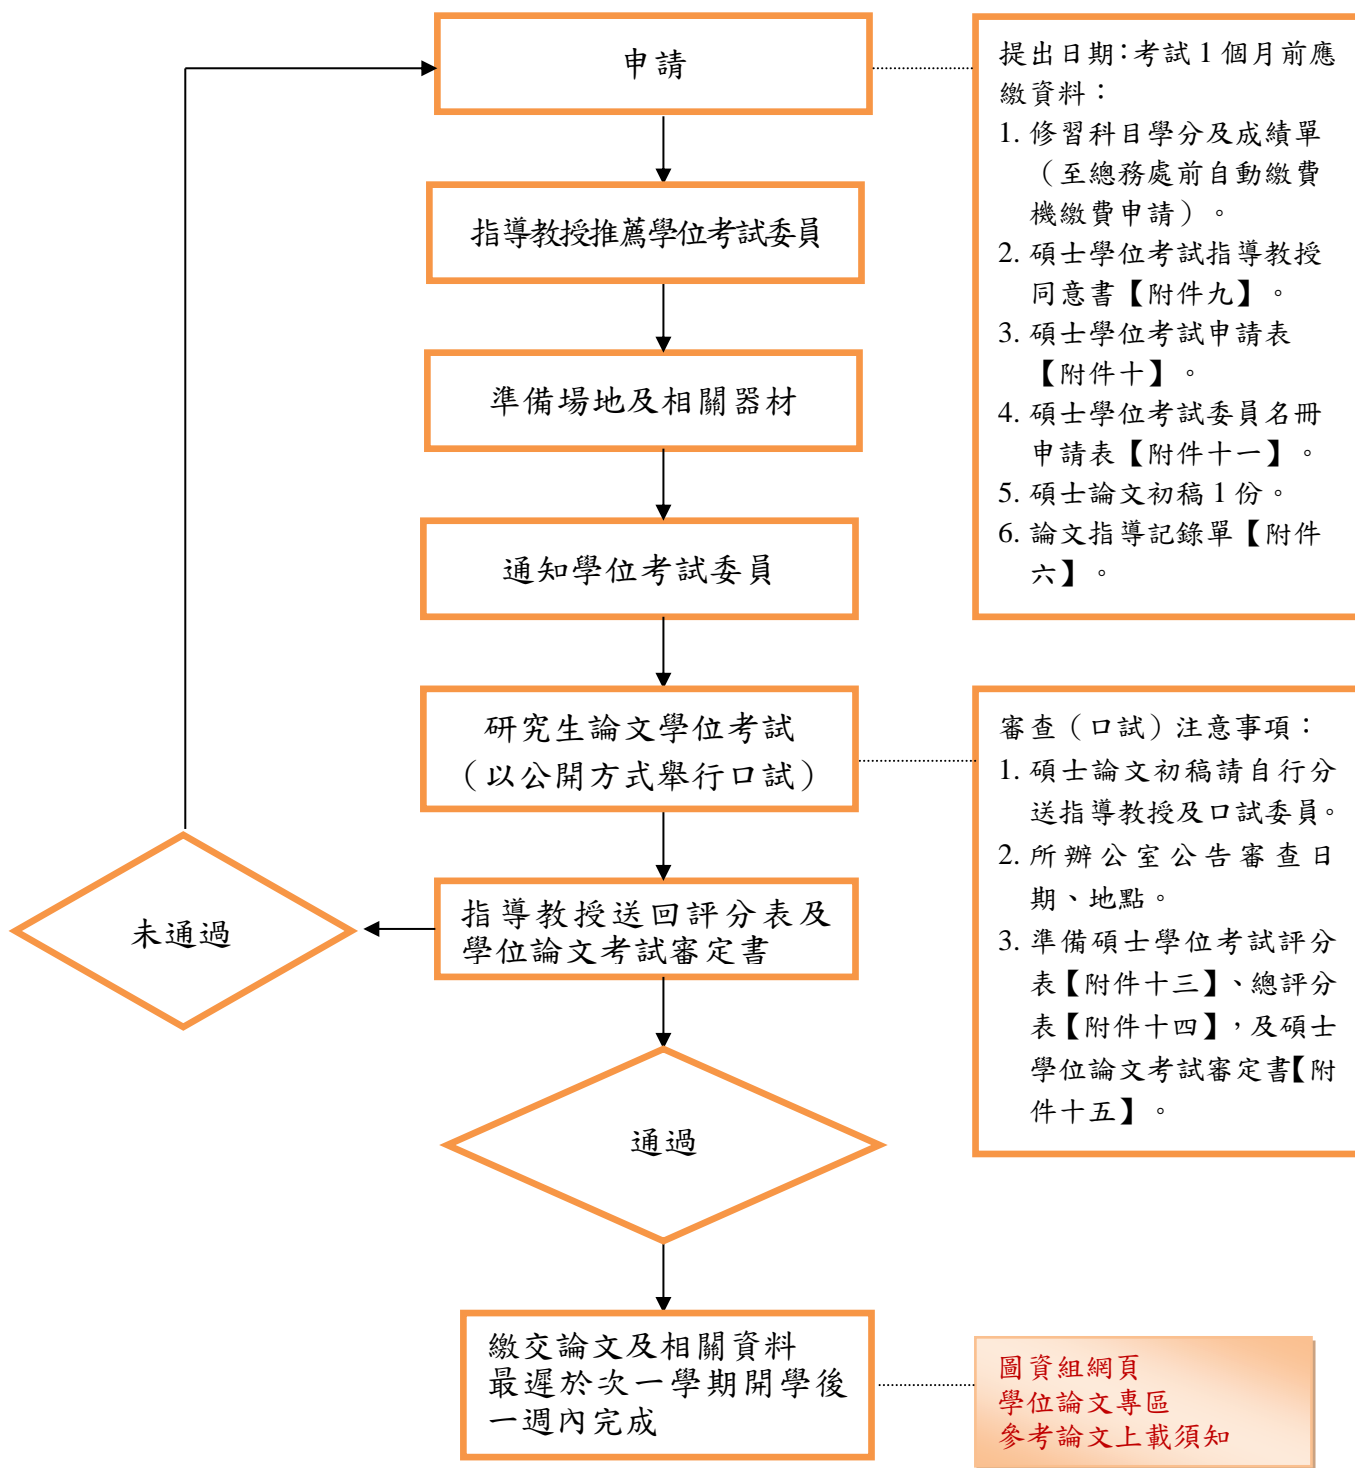 申請
提出日期：考試 1 個月前應
繳資料：
1. 修習科目學分及成績單
（至總務處前自動繳費
機繳費申請）。
2. 碩士學位考試指導教授
同意書【附件九】。
3. 碩士學位考試申請表
【附件十】。
4. 碩士學位考試委員名冊
申請表【附件十一】。
5. 碩士論文初稿 1 份。
6. 論文指導記錄單【附件
六】。
指導教授推薦學位考試委員
準備場地及相關器材
通知學位考試委員
研究生論文學位考試
（以公開方式舉行口試）
審查（口試）注意事項：
1. 碩士論文初稿請自行分
送指導教授及口試委員。
2. 所辦公室公告審查日
期、地點。
3. 準備碩士學位考試評分
表【附件十三】、總評分
表【附件十四】，及碩士
學位論文考試審定書【附
件十五】。
指導教授送回評分表及
學位論文考試審定書
未通過
通過
繳交論文及相關資料
最遲於次一學期開學後
一週內完成
圖資組網頁
學位論文專區
參考論文上載須知